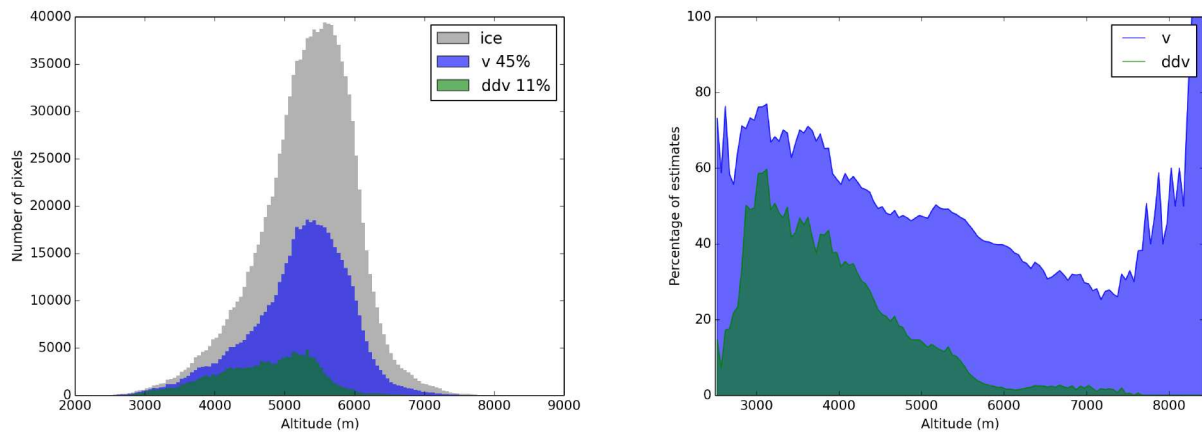 40000
35000
30000
25000
20000
15000
10000
5000
0
Number of pixels
ice
v 45%
ddv 11%
2000 3000 4000 5000 6000 7000 8000 9000
Altitude (m)
100
80
60
40
20
0
Percentage of estimates
v
ddv
3000 4000 5000 6000 7000 8000
Altitude (m)